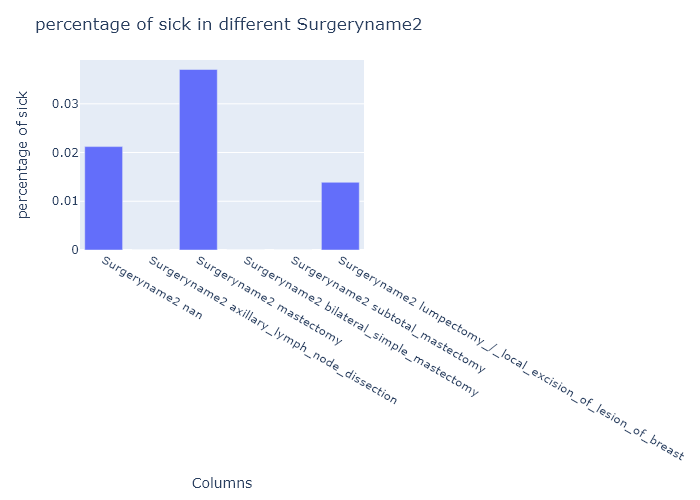 percentage of sick in different Surgeryname2
percentage of sick
0.03
0.02
0.01
0
Surgeryname2 nan
Surgeryname2 axillary_lymph_node_dissection
Surgeryname2 mastectomy
Surgeryname2 bilateral_simple_mastectomy
Surgeryname2 subtotal_mastectomy
Surgeryname2 lumpectomy_/_local_excision_of_lesion_of_breast
Columns